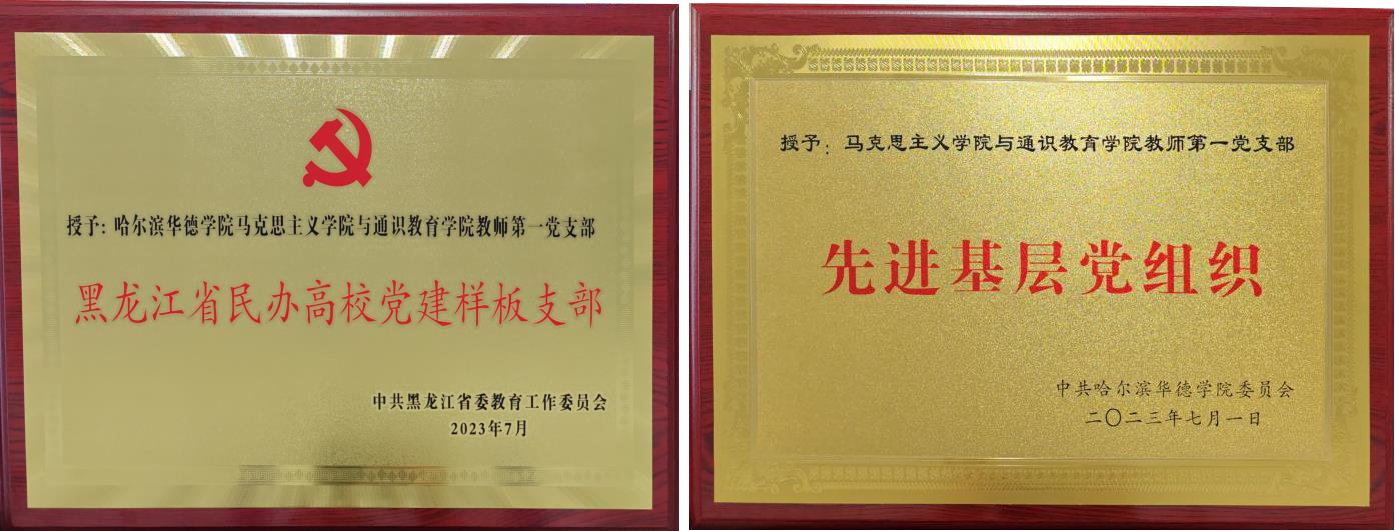 授予：哈尔滨华德学院马克思主义学院与通识教育学院教师第一党支部
黑龙江省民办高校党建样板支部
中共黑龙江省委教育工作委员会
2023年7月
授予：马克思主义学院与通识教育学院教师第一党支部
先进基层党组织
中共哈尔滨华德学院委员会
二〇二三年七月一日